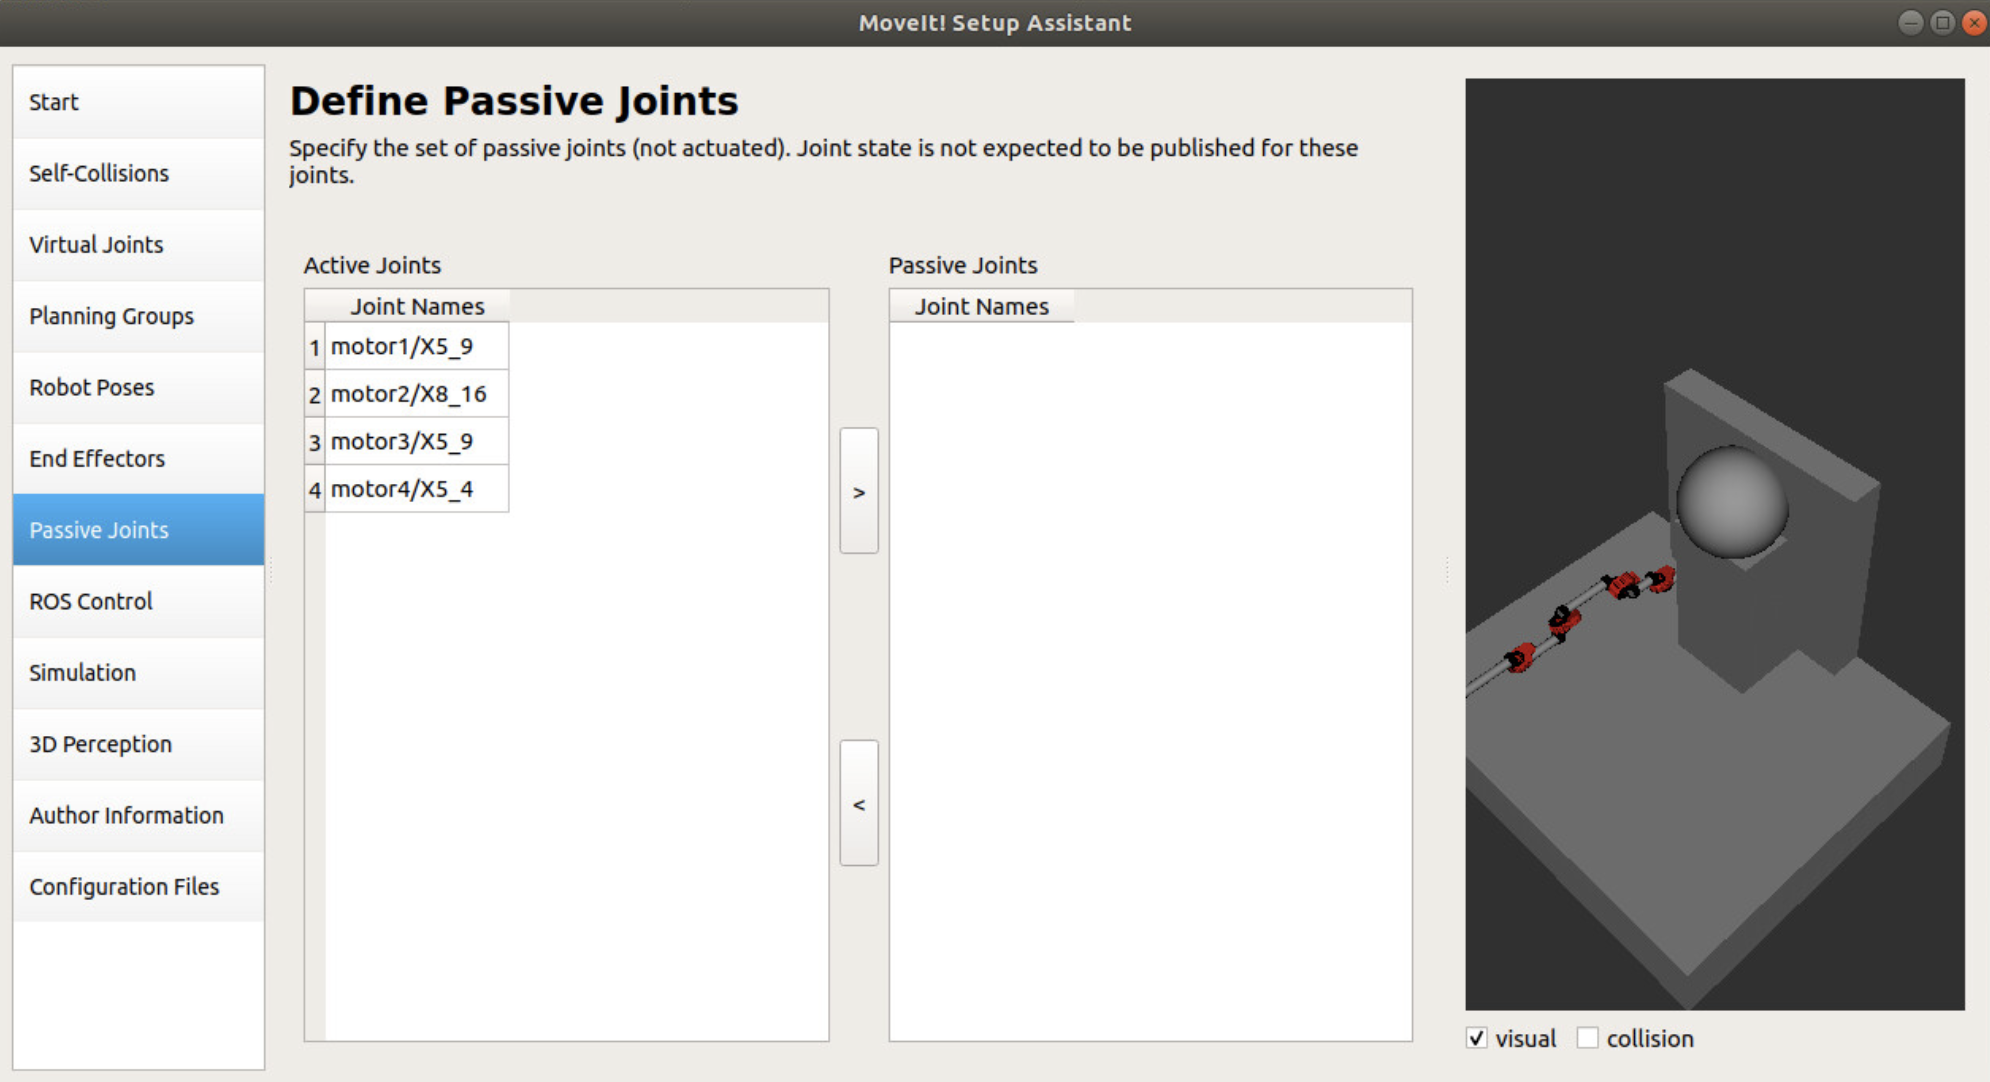 MoveIt! Setup Assistant
Start
Self-Collisions
Virtual Joints
Planning Groups
Robot Poses
End Effectors
Passive Joints
ROS Control
Simulation
3D Perception
Author Information
Configuration Files
Define Passive Joints
Specify the set of passive joints (not actuated). Joint state is not expected to be published for these
joints.
Active Joints
Joint Names
1 motor1/X5_9
2 motor2/X8_16
3 motor3/X5_9
4 motor4/X5_4
>
<
Passive Joints
Joint Names
visual
collision